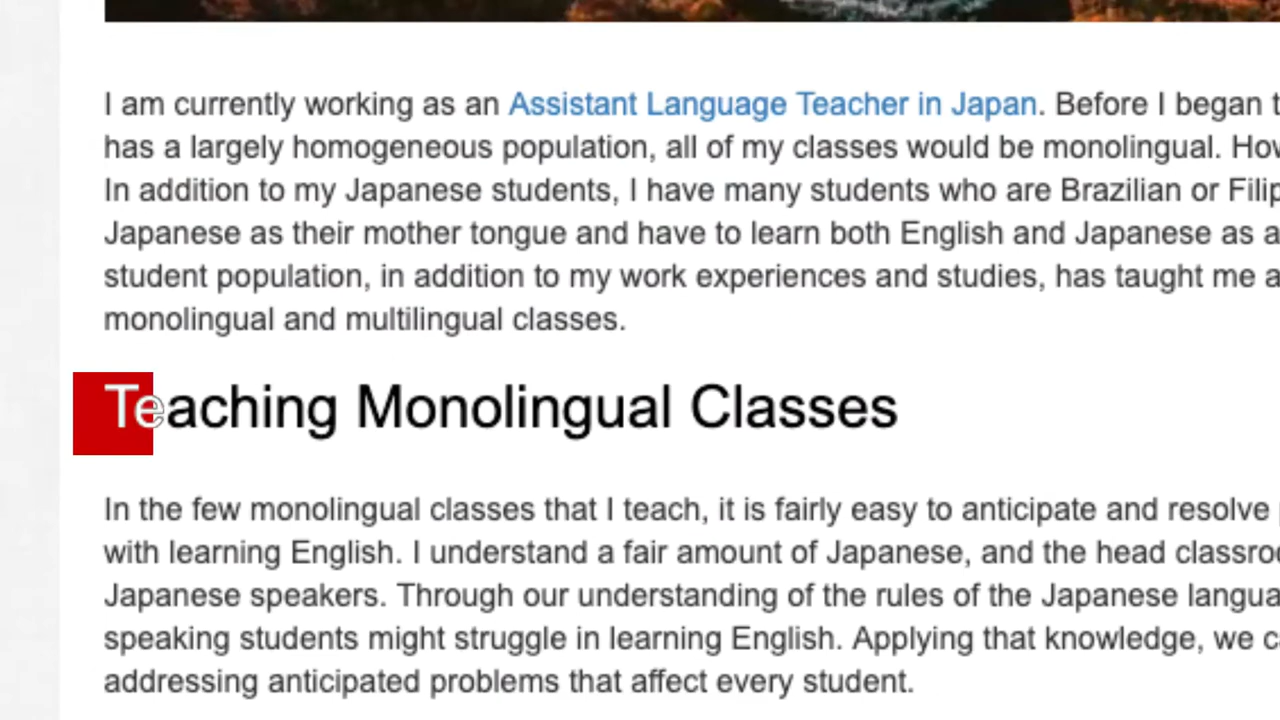 I am currently working as an Assistant Language Teacher in Japan. Before I began
has a largely homogeneous population, all of my classes would be monolingual.
In addition to my Japanese students, I have many students who are Brazilian or
Japanese as their mother tongue and have to learn both English and Japanese as a
student population, in addition to my work experiences and studies, has taught me
monolingual and multilingual classes.
Teaching Monolingual Classes
In the few monolingual classes that I teach, it is fairly easy to anticipate and resolve
with learning English. I understand a fair amount of Japanese, and the head
Japanese speakers. Through our understanding of the rules of the Japanese
speaking students might struggle in learning English. Applying that knowledge, we
addressing anticipated problems that affect every student.